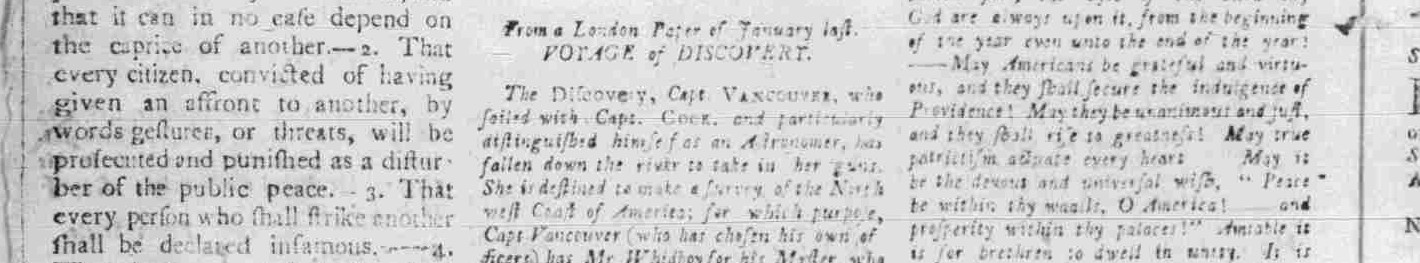 that it can in no caſe depend on
the caprice of another.—2. That
every citizen, convicted of having
given an affront to another, by
words geſtures, or threats, will be
proſecuted and puniſhed as a diſtur-
ber of the public peace.—3. That
every perſon who ſhall ſtrike another
ſhall be declared infamous.——4.
From a London Paper of January laſt.
VOYAGE of DISCOVERY.
The Diſcovery, Capt. VANCOUVER, who
ſailed with Capt. COOK, and particularly
diſtinguiſhed himſef as an Aſtronomer, has
fallen down the river to take in her guns.
She is deſtined to make a ſurvey of the North
weſt Coaſt of America; for which purpoſe,
Capt Vancouver (who has choſen his own of
ficers) has Mr Whidbey for his Maſter who
God are always upon it, from the beginning
of the year even unto the end of the year!
——May Americans be grateful and virtu-
ous, and they ſhall ſecure the indulgence of
Providence! May they be unanimous and juſt,
and they ſhall riſe to greatneſs! May true
patriotiſm actuate every heart May it
be the devout and univerſal wiſh, "Peace
be within thy waalls, O America! —— and
proſperity within thy palaces!" Amiable it
is for brethren to dwell in unity. It is